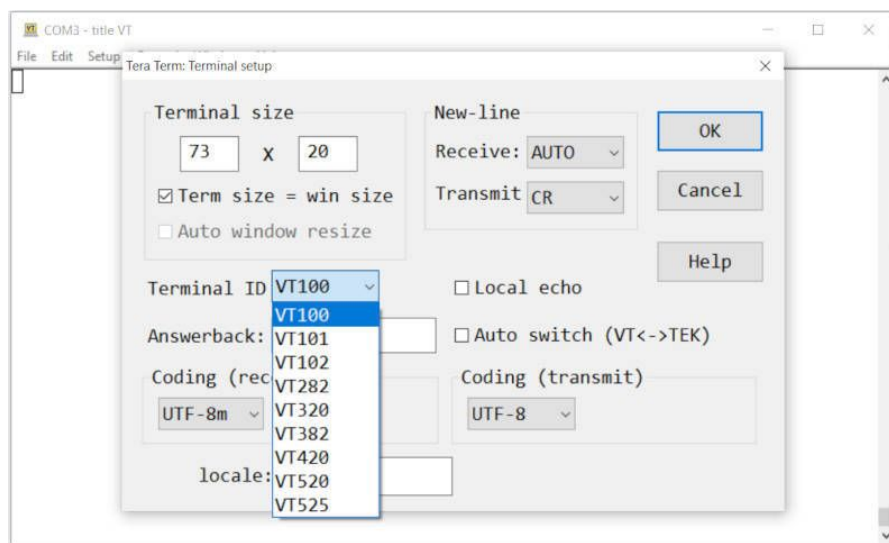 COM3 - title VT
File Edit Setup
Tera Term: Terminal setup
Terminal size
73 x 20
Term size = win size
Auto window resize
New-line
Receive: AUTO
Transmit CR
OK
Cancel
Help
Terminal ID VT100
VT100
VT101
VT102
VT282
VT320
VT382
VT420
VT520
VT525
Local echo
Answerback:
Auto switch (VT<->TEK)
Coding (rec
UTF-8m
Coding (transmit)
UTF-8
locale: